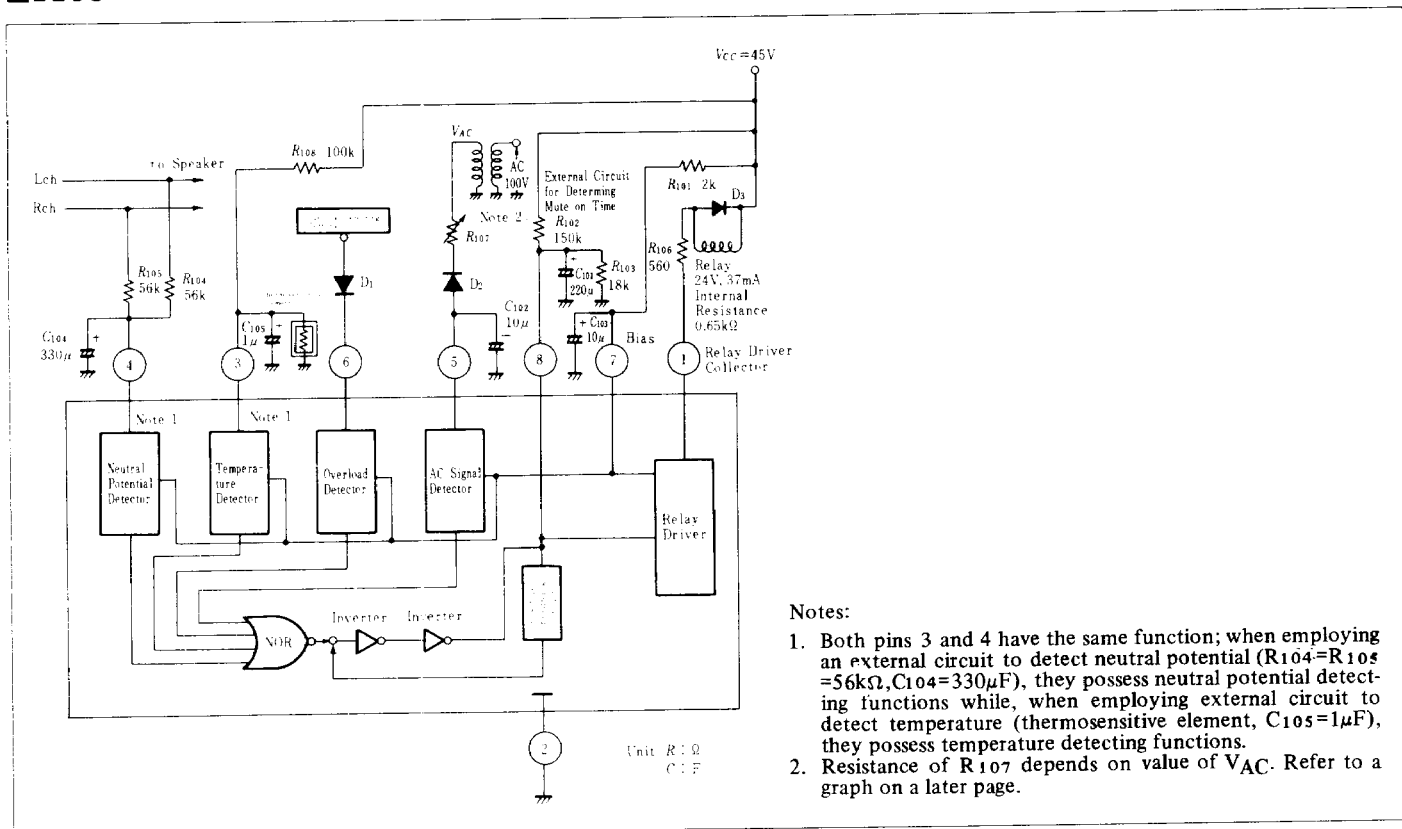 Vcc=45V
VAC
AC
100V
R108 100k
to Speaker
Lch
Rch
External Circuit
for Determing
Mute on Time
Note 2
R107
R102
150k
R101 2k
D3
R106
560
R105
56k
R104
56k
D1
D2
C101
220μ
R103
18k
Relay
24V, 37mA
Internal
Resistance
0.65kΩ
C104
330μ
+
C105
1μ
+
C102
10μ
−
C103
10μ
+
Bias
4
3
6
5
8
7
1
Relay Driver
Collector
Note 1
Note 1
Neutral
Potential
Detector
Tempera-
ture
Detector
Overload
Detector
AC Signal
Detector
Relay
Driver
NOR
Inverter
Inverter
2
Unit R : Ω
C : F
Notes:
1. Both pins 3 and 4 have the same function; when employing
an external circuit to detect neutral potential (R104=R105
=56kΩ,C104=330μF), they possess neutral potential detect-
ing functions while, when employing external circuit to
detect temperature (thermosensitive element, C105=1μF),
they possess temperature detecting functions.
2. Resistance of R107 depends on value of VAC. Refer to a
graph on a later page.